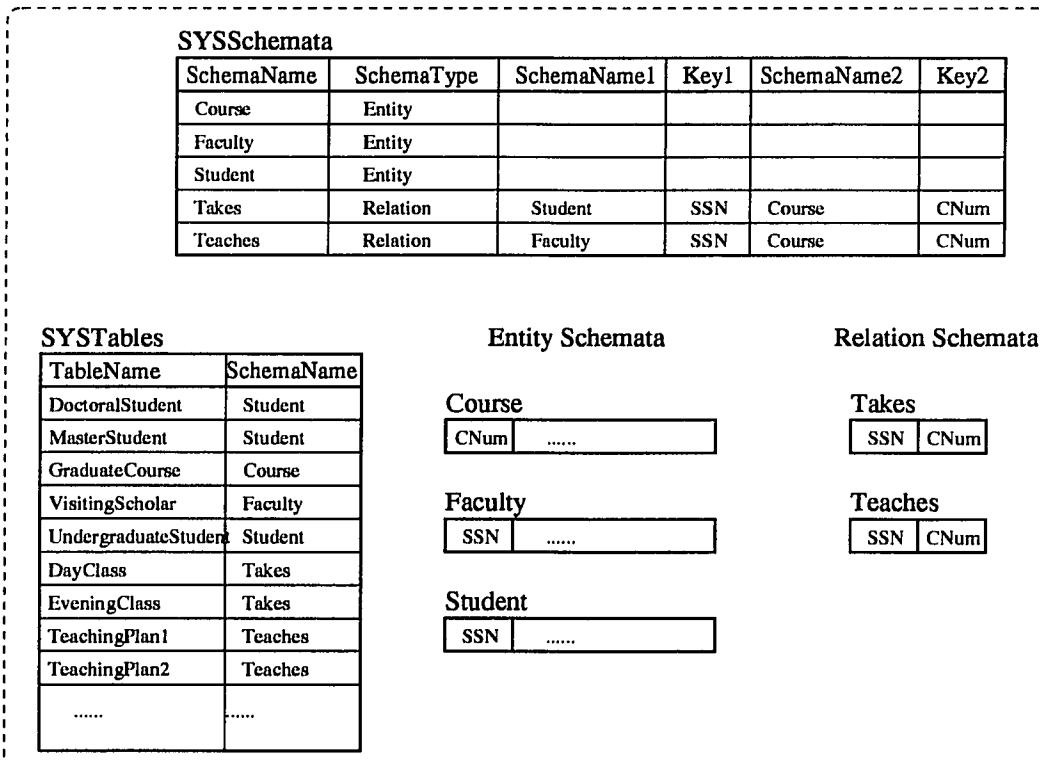 SYSSchemata
SchemaName SchemaType SchemaName1 Key1 SchemaName2 Key2
Course Entity
Faculty Entity
Student Entity
Takes Relation Student SSN Course CNum
Teaches Relation Faculty SSN Course CNum
SYSTables
TableName SchemaName
DoctoralStudent Student
MasterStudent Student
GraduateCourse Course
VisitingScholar Faculty
UndergraduateStudent Student
DayClass Takes
EveningClass Takes
TeachingPlan1 Teaches
TeachingPlan2 Teaches
...... ......
Entity Schemata
Course
CNum ......
Faculty
SSN ......
Student
SSN ......
Relation Schemata
Takes
SSN CNum
Teaches
SSN CNum